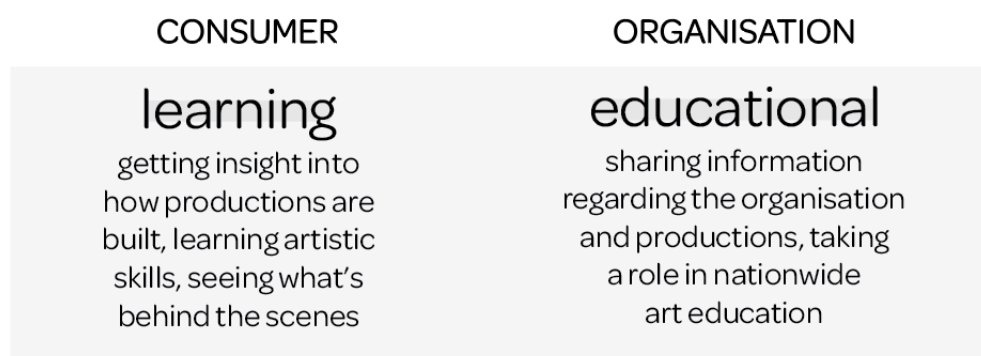 CONSUMER
ORGANISATION
learning
getting insight into
how productions are
built, learning artistic
skills, seeing what's
behind the scenes
educational
sharing information
regarding the organisation
and productions, taking
a role in nationwide
art education